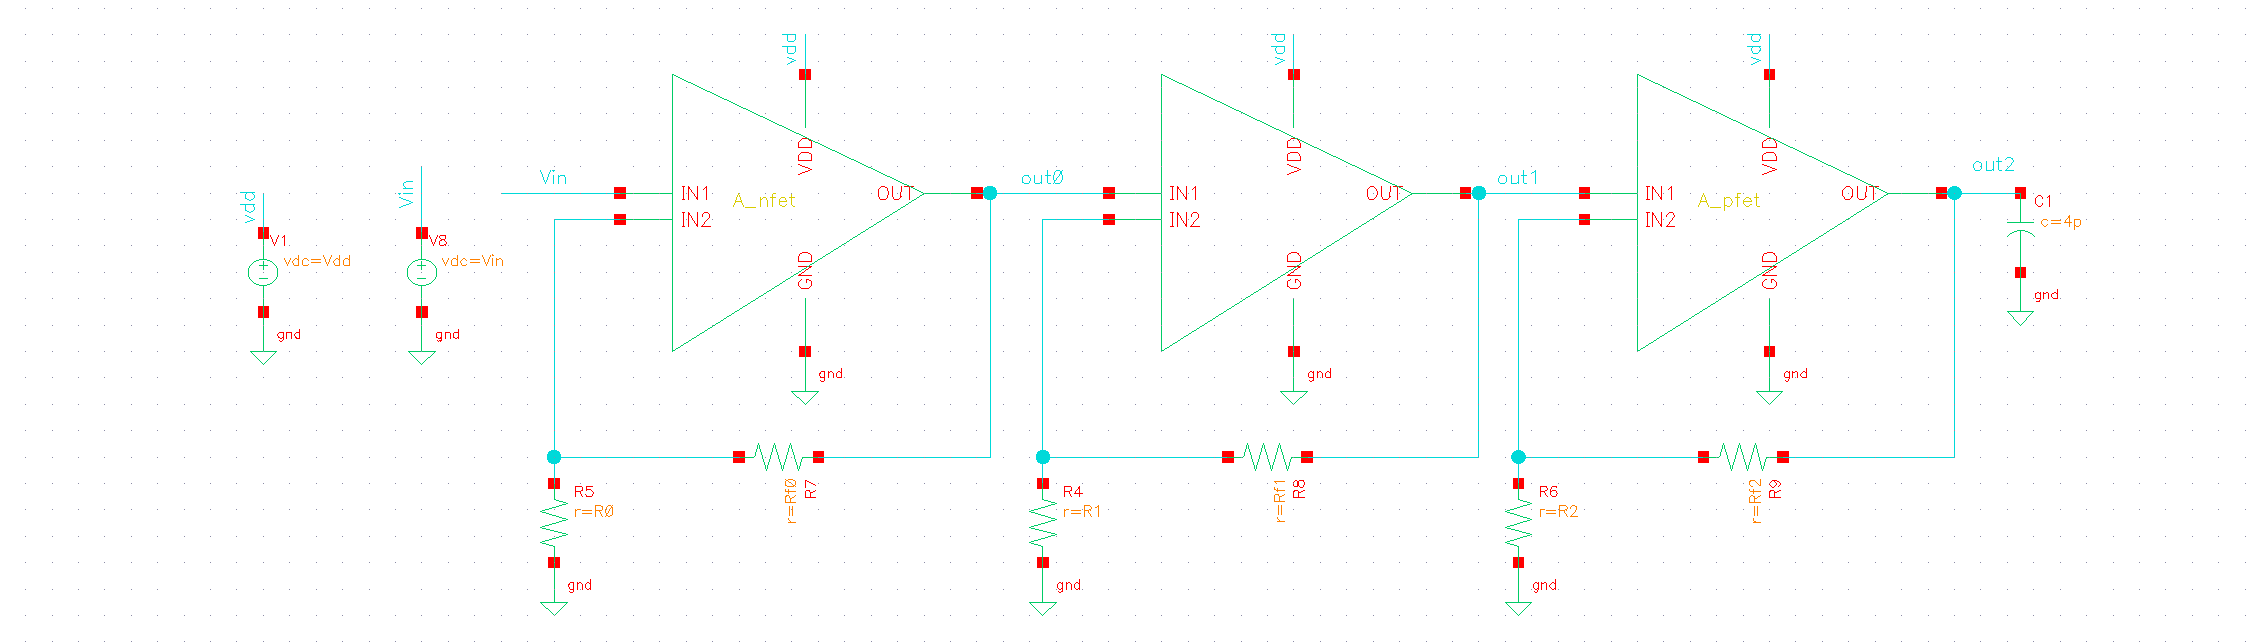 vdd
V1
vdc=Vdd
gnd
Vin
V8
vdc=Vin
gnd
Vin
vdd
VDD
IN1
IN2
A_nfet
OUT
GND
gnd
out0
R5
r=R0
gnd
r=Rf0
R7
vdd
VDD
IN1
IN2
OUT
GND
gnd
out1
R4
r=R1
gnd
r=Rf1
R8
vdd
VDD
IN1
IN2
A_pfet
OUT
GND
gnd
out2
C1
c=4p
gnd
R6
r=R2
gnd
r=Rf2
R9